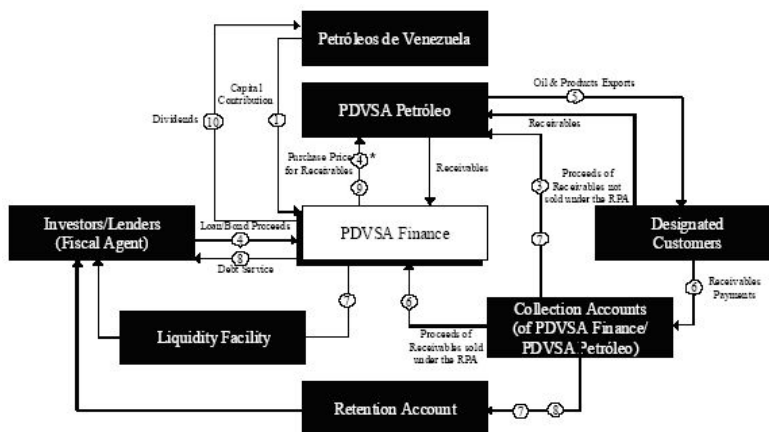 Petróleos de Venezuela
Capital
Contribution
1
Dividends
10
PDVSA Petróleo
Oil & Products Exports
5
Receivables
Purchase Price
for Receivables
4 *
9
Receivables
3
Proceeds of
Receivables not
sold under the RPA
7
Investors/Lenders
(Fiscal Agent)
Loan/Bond Proceeds
4
8
Debt Service
PDVSA Finance
Designated
Customers
6
Receivables
Payments
7
6
Proceeds of
Receivables sold
under the RPA
Collection Accounts
(of PDVSA Finance/
PDVSA Petróleo)
Liquidity Facility
Retention Account
7
8